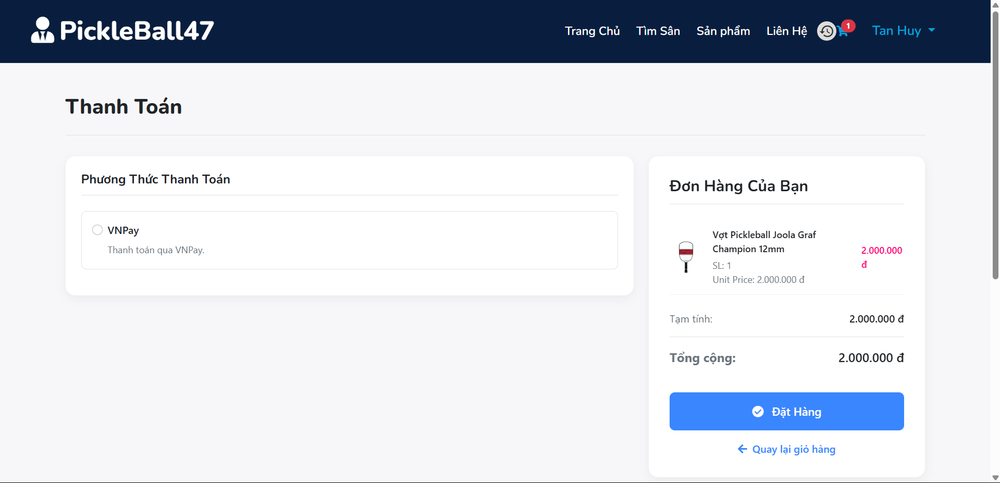 PickleBall47
Trang Chủ
Tìm Sân
Sản phẩm
Liên Hệ
1
Tan Huy
Thanh Toán
Phương Thức Thanh Toán
VNPay
Thanh toán qua VNPay.
Đơn Hàng Của Bạn
Vợt Pickleball Joola Graf
Champion 12mm
SL: 1
Unit Price: 2.000.000 đ
2.000.000
đ
Tạm tính:
2.000.000 đ
Tổng cộng:
2.000.000 đ
Đặt Hàng
Quay lại giỏ hàng